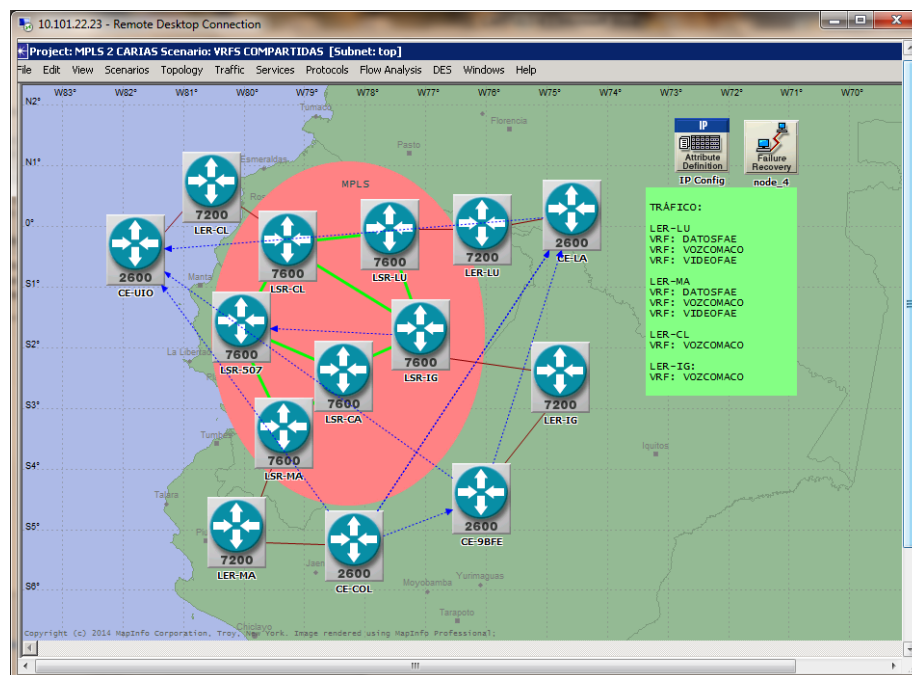 10.101.22.23 - Remote Desktop Connection
Project: MPLS 2 CARIAS Scenario: VRFS COMPARTIDAS [Subnet: top]
File Edit View Scenarios Topology Traffic Services Protocols Flow Analysis DES Windows Help
W83° W82° W81° W80° W79° W78° W77° W76° W75° W74° W73° W72° W71° W70°
N2°
Tumaco
Florencia
IP
Attribute
Definition
IP Config
Failure
Recovery
node_4
Pasto
N1°
Esmeraldas
MPLS
7200
LER-CL
TRÁFICO:
0°
7600
LSR-CL
7600
LSR-LU
7200
LER-LU
2600
CE-LA
2600
CE-UIO
LER-LU
VRF: DATOSFAE
VRF: VOZCOMACO
VRF: VIDEOFAE
S1°
Manta
LER-MA
VRF: DATOSFAE
VRF: VOZCOMACO
VRF: VIDEOFAE
7600
LSR-507
7600
LSR-IG
S2°
La Libertad
LER-CL
VRF: VOZCOMACO
LER-IG:
VRF: VOZCOMACO
7600
LSR-CA
7200
LER-IG
S3°
Tumbes
Iquitos
7600
LSR-MA
S4°
Talara
2600
CE-9BFE
S5°
7200
LER-MA
2600
CE-COL
Jaen
Moyobamba
Yurimaguas
S6°
Tarapoto
Chiclayo
Copyright (c) 2014 MapInfo Corporation, Troy, New York. Image rendered using MapInfo Professional;